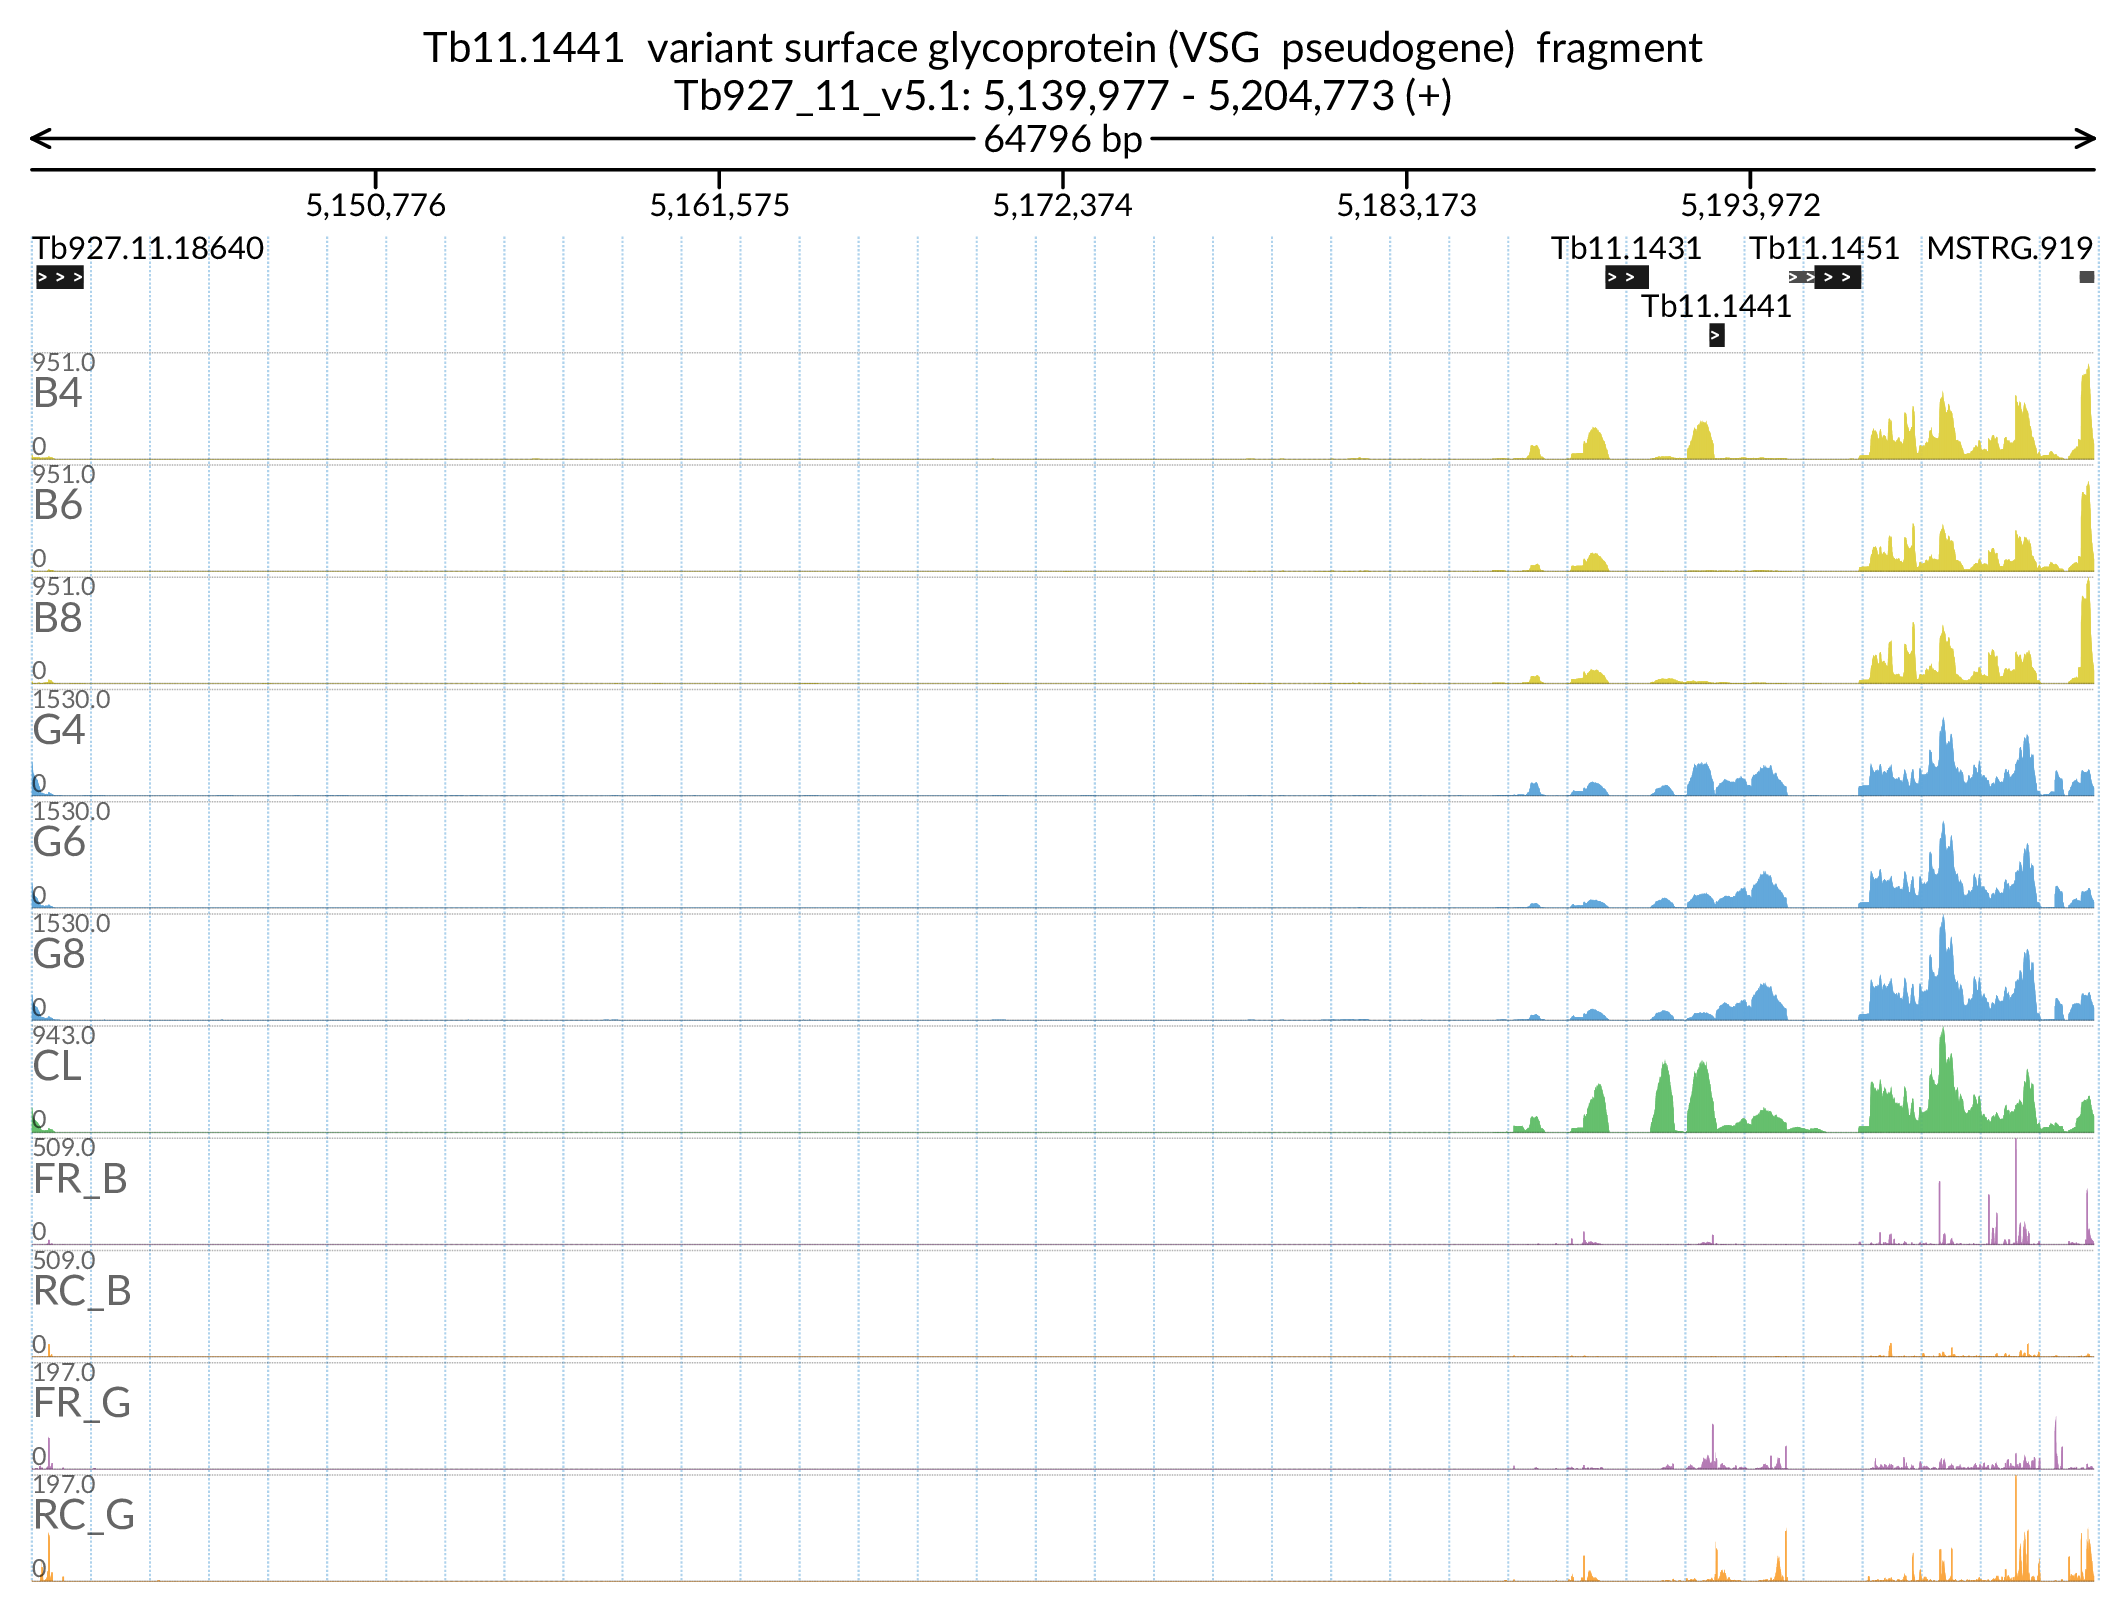 Tb11.1441 variant surface glycoprotein (VSG pseudogene) fragment
Tb927_11_v5.1: 5,139,977 - 5,204,773 (+)
64796 bp
5,150,776 5,161,575 5,172,374 5,183,173 5,193,972
Tb927.11.18640 Tb11.1431 Tb11.1451 MSTRG.919
Tb11.1441
951.0
B4
0
951.0
B6
0
951.0
B8
0
1530.0
G4
0
1530.0
G6
0
1530.0
G8
0
943.0
CL
0
509.0
FR_B
0
509.0
RC_B
0
197.0
FR_G
0
197.0
RC_G
0